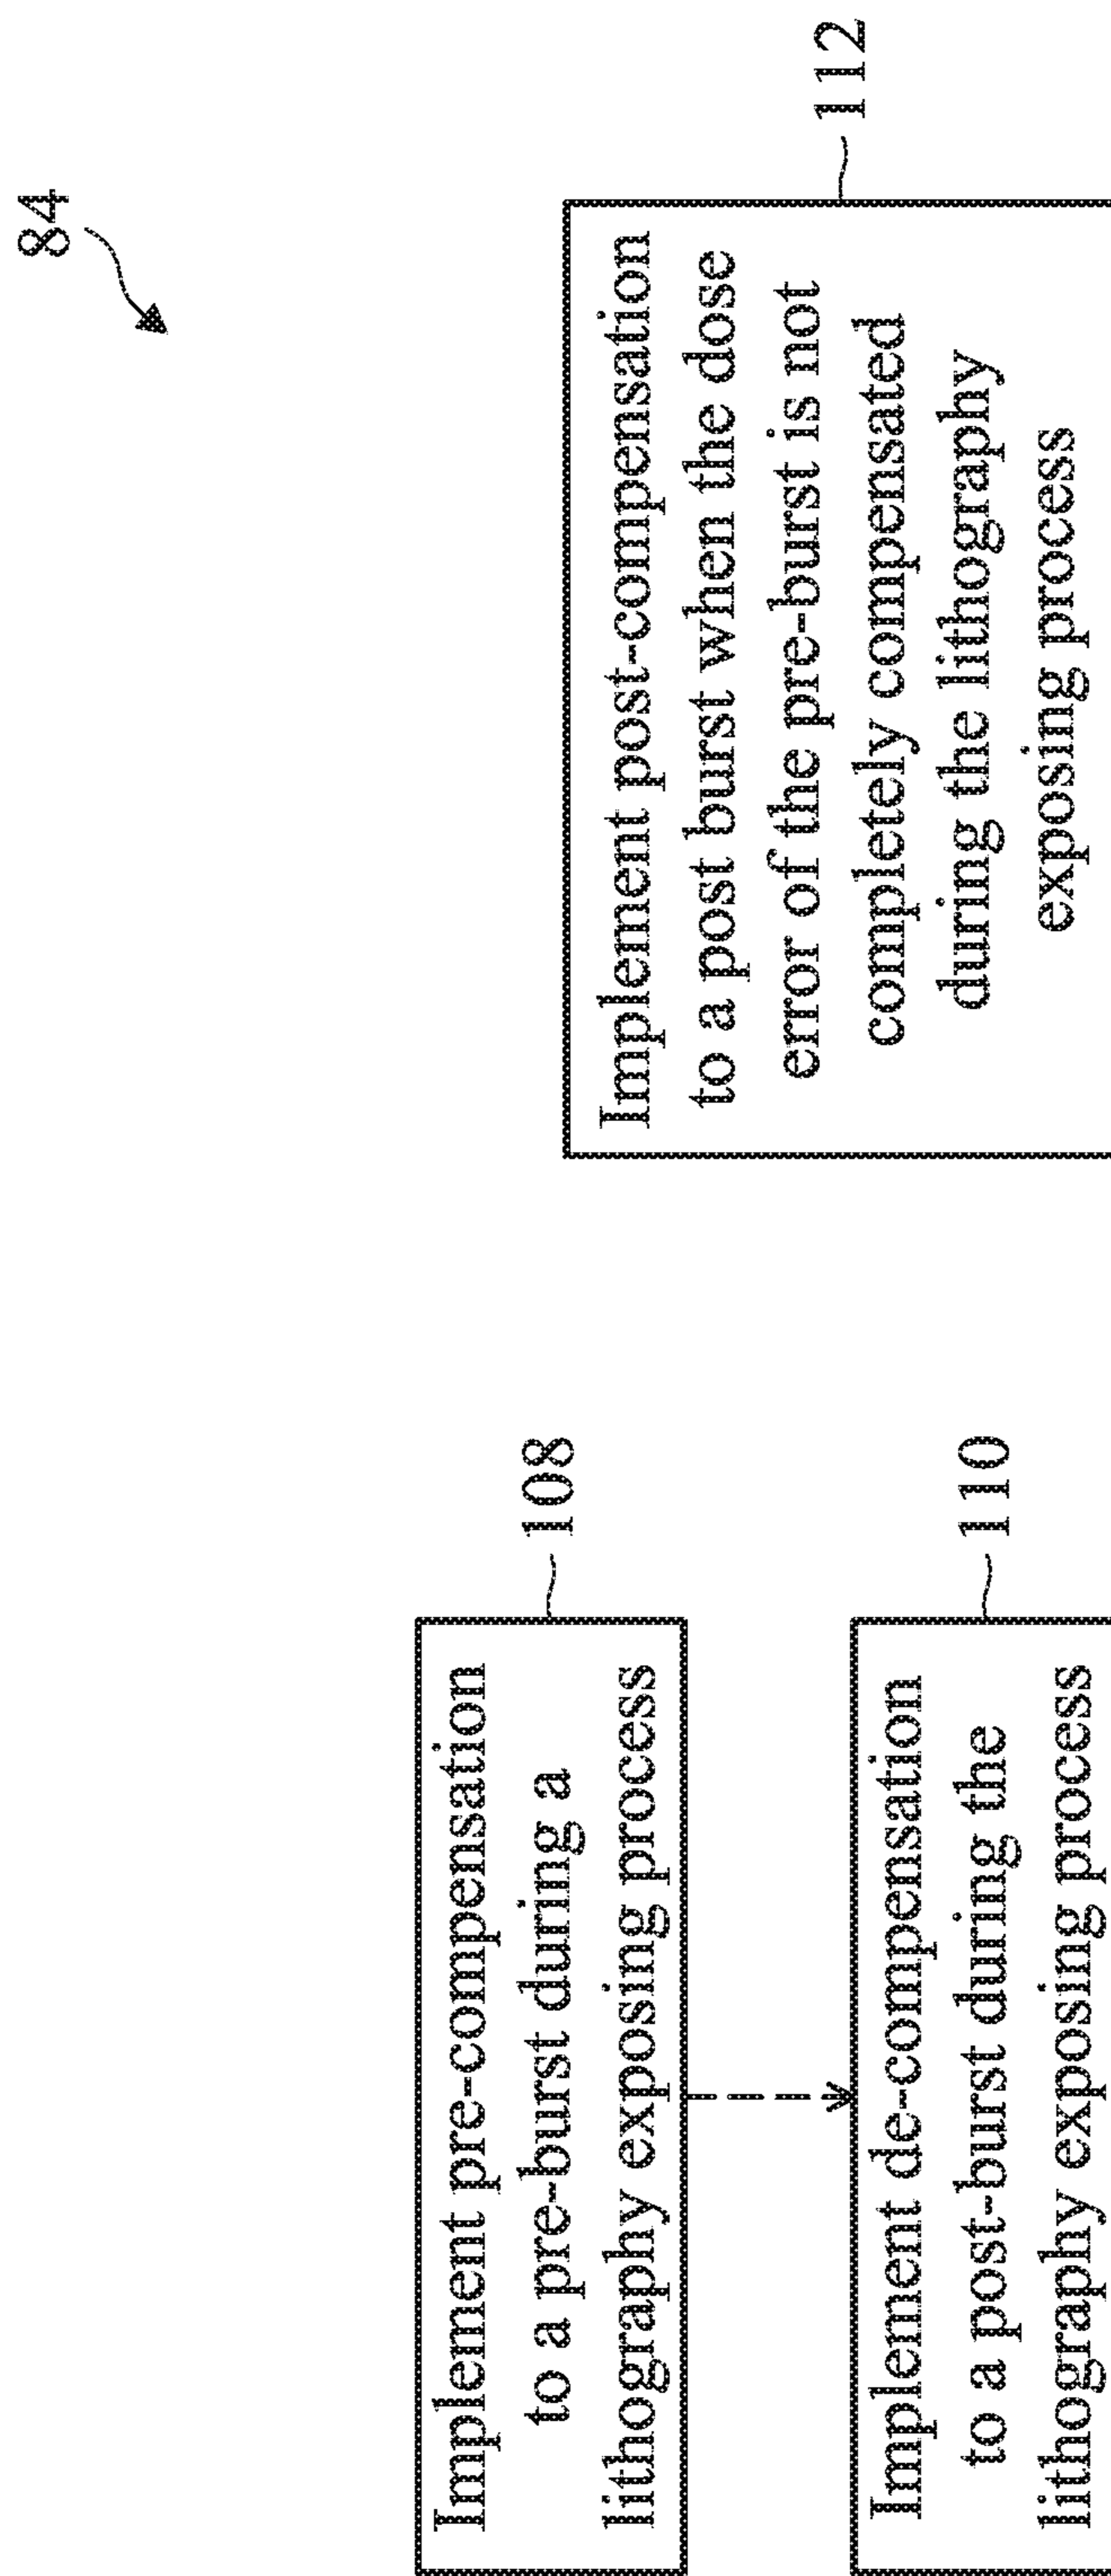 84
Implement pre-compensation
to a pre-burst during a
lithography exposing process
108
Implement de-compensation
to a post-burst during the
lithography exposing process
110
Implement post-compensation
to a post burst when the dose
error of the pre-burst is not
completely compensated
during the lithography
exposing process
112